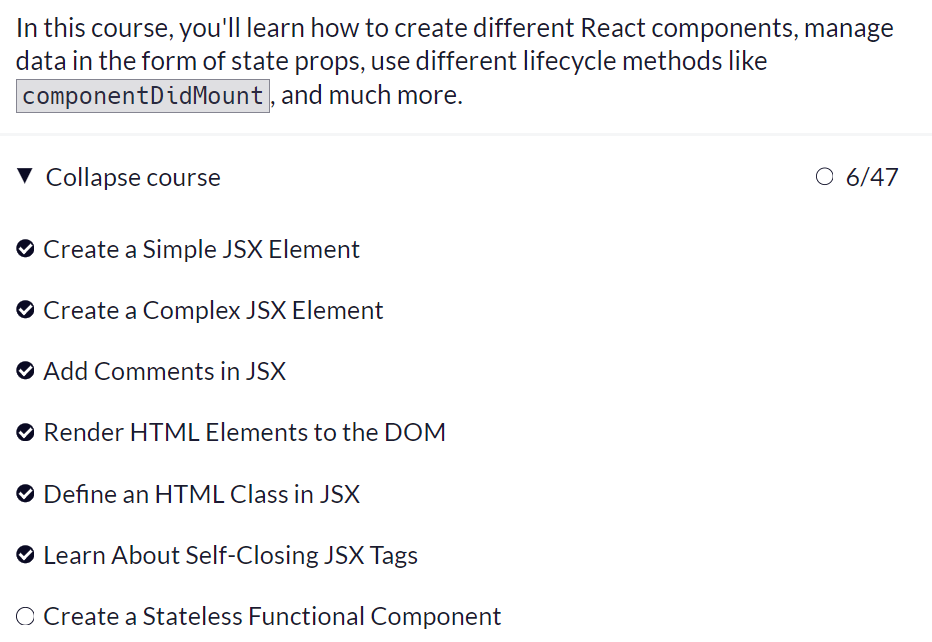 In this course, you'll learn how to create different React components, manage
data in the form of state props, use different lifecycle methods like
componentDidMount, and much more.
Collapse course 6/47
Create a Simple JSX Element
Create a Complex JSX Element
Add Comments in JSX
Render HTML Elements to the DOM
Define an HTML Class in JSX
Learn About Self-Closing JSX Tags
Create a Stateless Functional Component